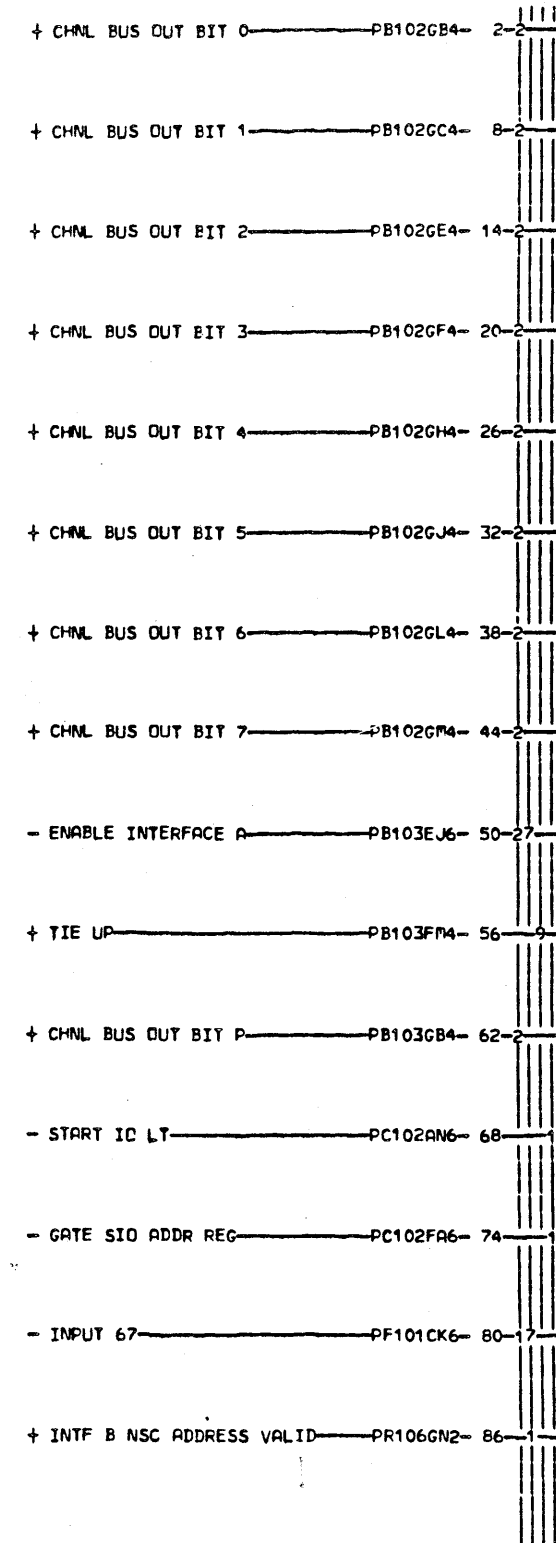 + CHNL BUS OUT BIT 0 PB102GB4- 2-2
+ CHNL BUS OUT BIT 1 PB102GC4- 8-2
+ CHNL BUS OUT BIT 2 PB102GE4- 14-2
+ CHNL BUS OUT BIT 3 PB102GF4- 20-2
+ CHNL BUS OUT BIT 4 PB102GH4- 26-2
+ CHNL BUS OUT BIT 5 PB102GJ4- 32-2
+ CHNL BUS OUT BIT 6 PB102GL4- 38-2
+ CHNL BUS OUT BIT 7 PB102GM4- 44-2
- ENABLE INTERFACE A PB103EJ6- 50-27
+ TIE UP PB103FM4- 56 9
+ CHNL BUS OUT BIT P PB103GB4- 62-2
- START IO LT PC102AN6- 68 1
- GATE SIO ADDR REG PC102FA6- 74 1
- INPUT 67 PF101CK6- 80-17
+ INTF B NSC ADDRESS VALID PR106GN2- 86 1